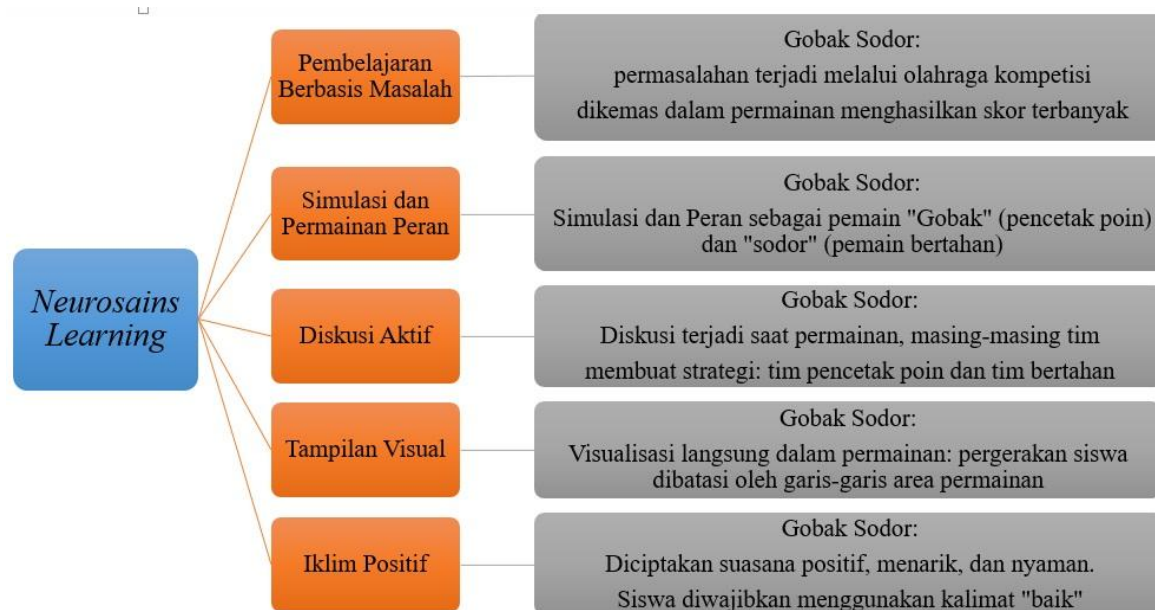 Neurosains
Learning
Pembelajaran
Berbasis Masalah
Gobak Sodor:
permasalahan terjadi melalui olahraga kompetisi
dikemas dalam permainan menghasilkan skor terbanyak
Simulasi dan
Permainan Peran
Gobak Sodor:
Simulasi dan Peran sebagai pemain "Gobak" (pencetak poin)
dan "sodor" (pemain bertahan)
Diskusi Aktif
Gobak Sodor:
Diskusi terjadi saat permainan, masing-masing tim
membuat strategi: tim pencetak poin dan tim bertahan
Tampilan Visual
Gobak Sodor:
Visualisasi langsung dalam permainan: pergerakan siswa
dibatasi oleh garis-garis area permainan
Iklim Positif
Gobak Sodor:
Diciptakan suasana positif, menarik, dan nyaman.
Siswa diwajibkan menggunakan kalimat "baik"